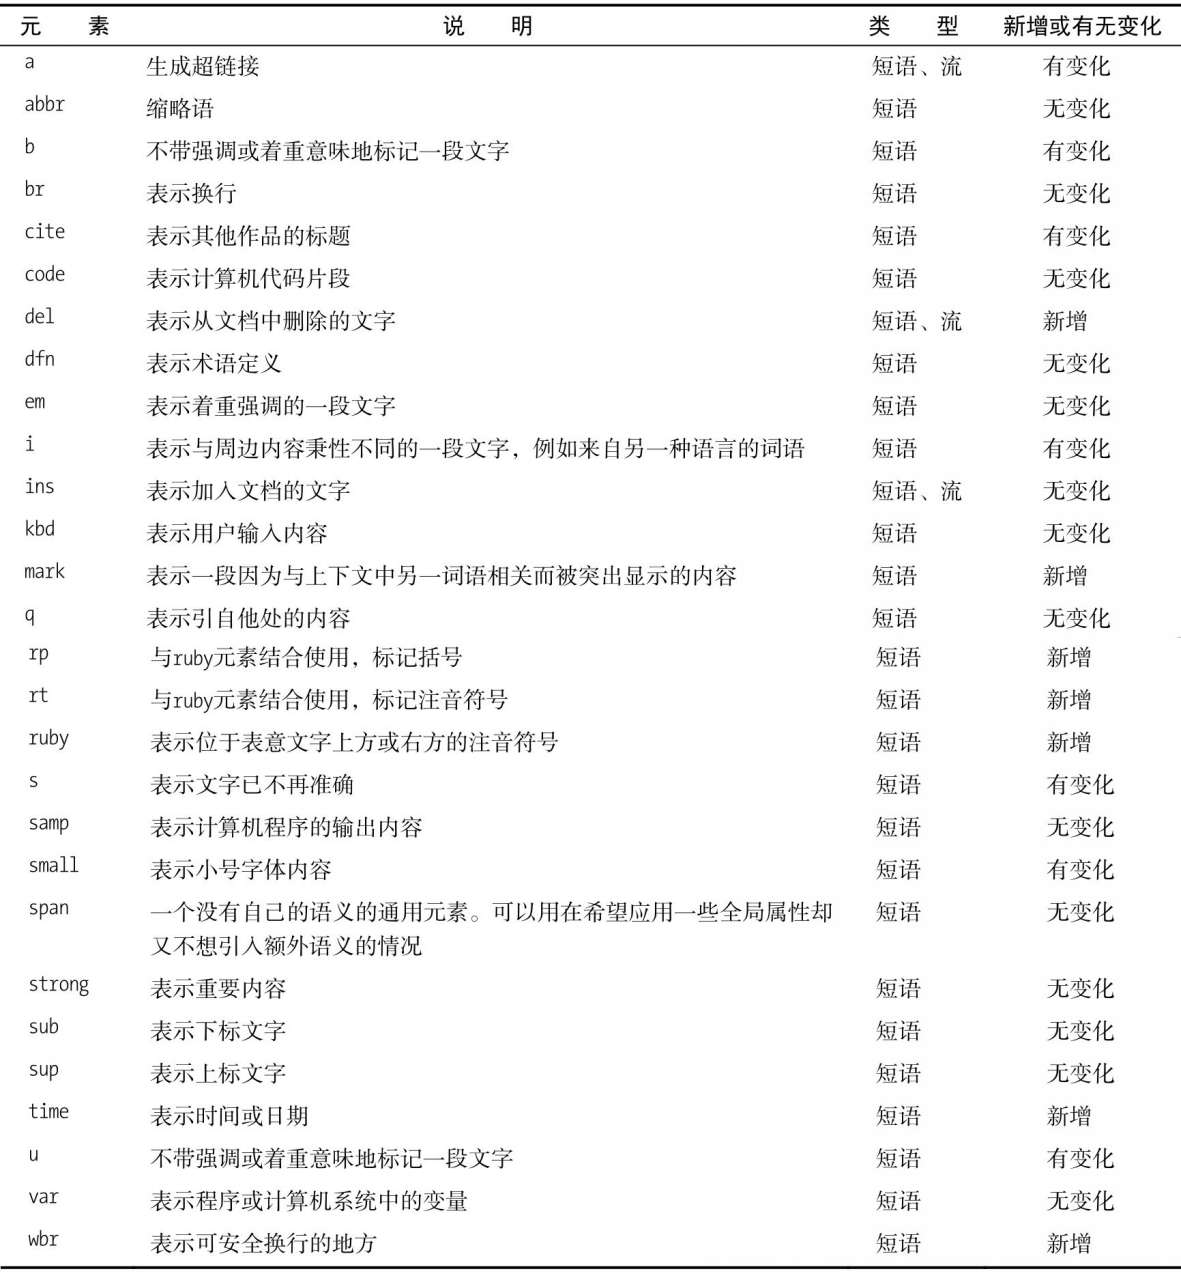 元 素 说 明 类 型 新增或有无变化
a 生成超链接 短语、流 有变化
abbr 缩略语 短语 无变化
b 不带强调或着重意味地标记一段文字 短语 有变化
br 表示换行 短语 无变化
cite 表示其他作品的标题 短语 有变化
code 表示计算机代码片段 短语 无变化
del 表示从文档中删除的文字 短语、流 新增
dfn 表示术语定义 短语 无变化
em 表示着重强调的一段文字 短语 无变化
i 表示与周边内容秉性不同的一段文字，例如来自另一种语言的词语 短语 有变化
ins 表示加入文档的文字 短语、流 无变化
kbd 表示用户输入内容 短语 无变化
mark 表示一段因为与上下文中另一词语相关而被突出显示的内容 短语 新增
q 表示引自他处的内容 短语 无变化
rp 与ruby元素结合使用，标记括号 短语 新增
rt 与ruby元素结合使用，标记注音符号 短语 新增
ruby 表示位于表意文字上方或右方的注音符号 短语 新增
s 表示文字已不再准确 短语 有变化
samp 表示计算机程序的输出内容 短语 无变化
small 表示小号字体内容 短语 有变化
span 一个没有自己的语义的通用元素。可以用在希望应用一些全局属性却 短语 无变化
又不想引入额外语义的情况
strong 表示重要内容 短语 无变化
sub 表示下标文字 短语 无变化
sup 表示上标文字 短语 无变化
time 表示时间或日期 短语 新增
u 不带强调或着重意味地标记一段文字 短语 有变化
var 表示程序或计算机系统中的变量 短语 无变化
wbr 表示可安全换行的地方 短语 新增